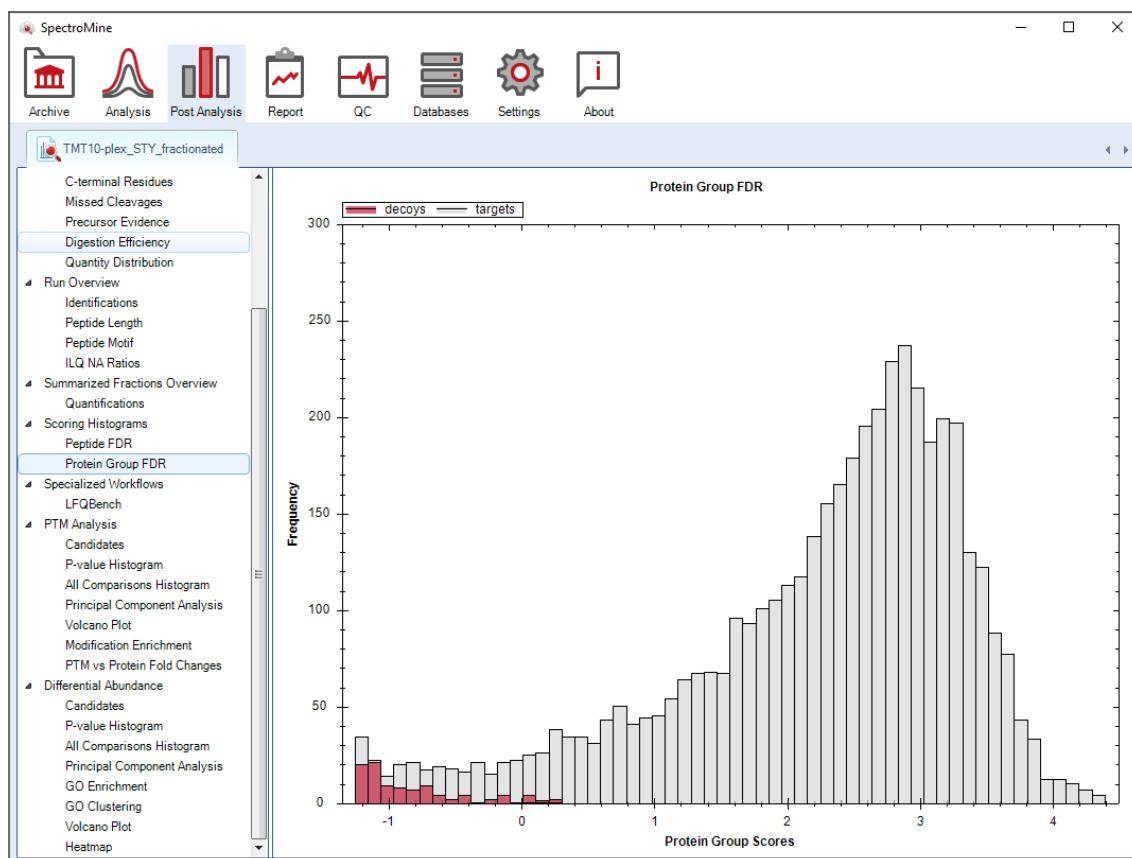 SpectroMine
Archive Analysis Post Analysis Report QC Databases Settings About
TMT10-plex_STY_fractionated
C-terminal Residues
Missed Cleavages
Precursor Evidence
Digestion Efficiency
Quantity Distribution
Run Overview
Identifications
Peptide Length
Peptide Motif
ILQ NA Ratios
Summarized Fractions Overview
Quantifications
Scoring Histograms
Peptide FDR
Protein Group FDR
Specialized Workflows
LFQBench
PTM Analysis
Candidates
P-value Histogram
All Comparisons Histogram
Principal Component Analysis
Volcano Plot
Modification Enrichment
PTM vs Protein Fold Changes
Differential Abundance
Candidates
P-value Histogram
All Comparisons Histogram
Principal Component Analysis
GO Enrichment
GO Clustering
Volcano Plot
Heatmap
Protein Group FDR
decoys targets
300
250
200
150
100
50
0
Frequency
-1 0 1 2 3 4
Protein Group Scores